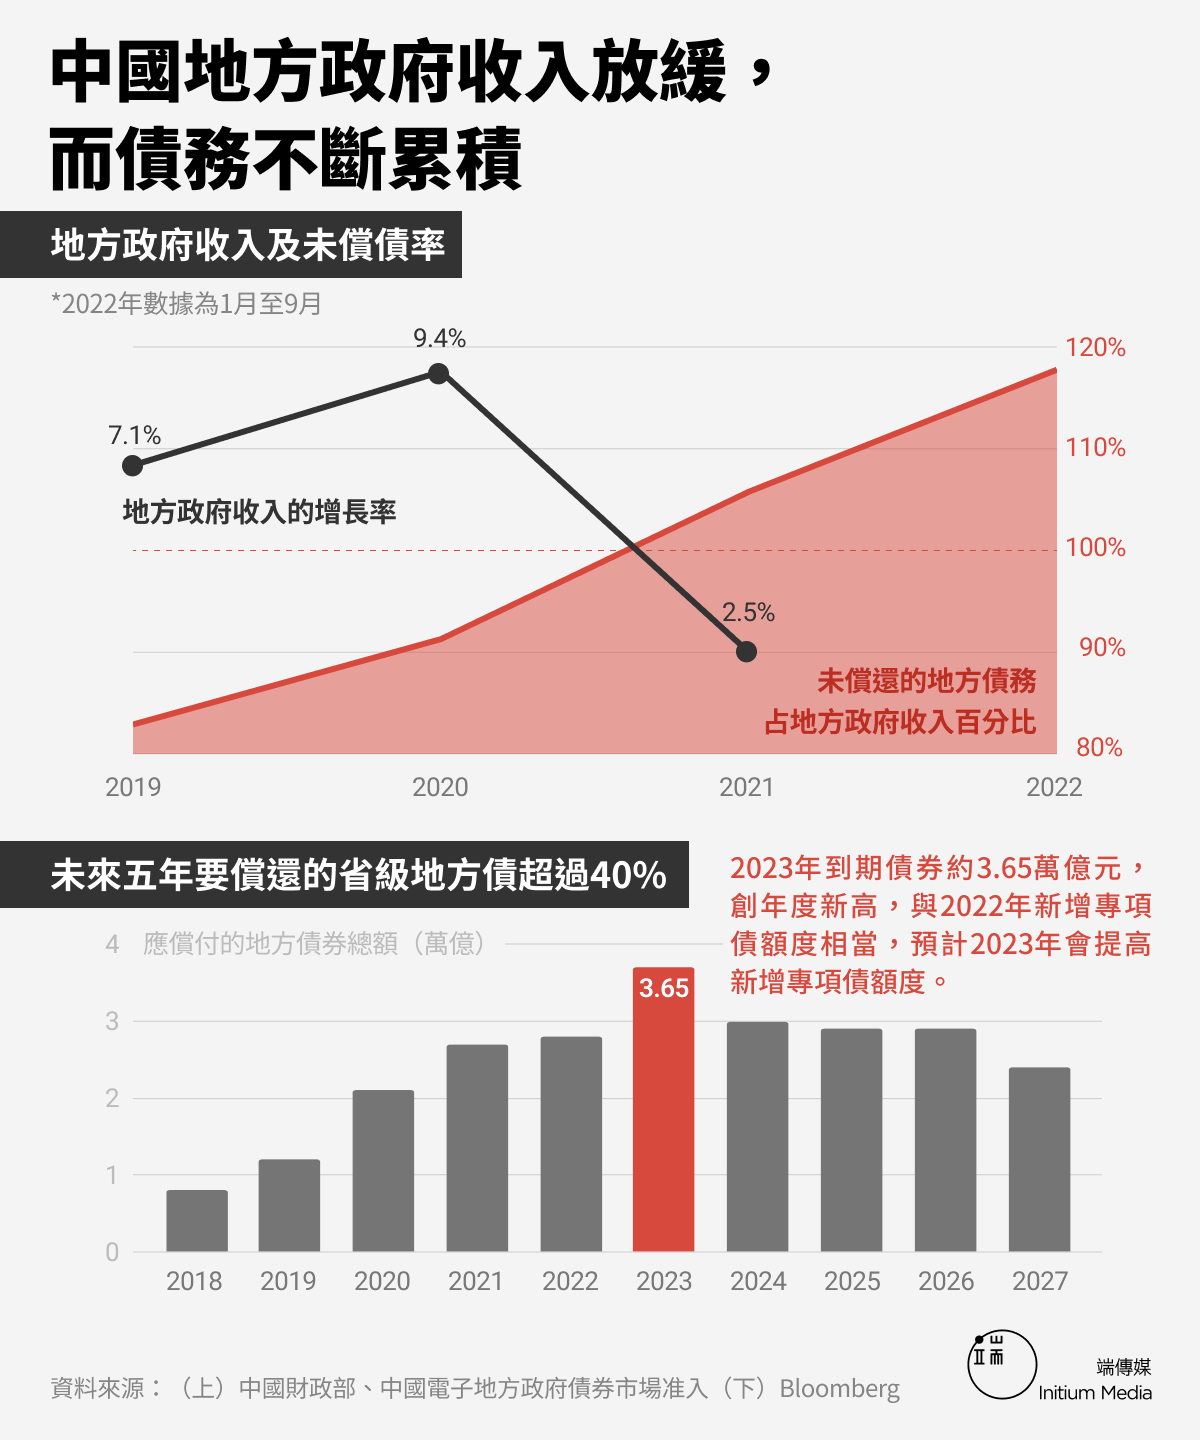 中國地方政府收入放緩，
而債務不斷累積
地方政府收入及未償債率
*2022年數據為1月至9月
9.4%
120%
7.1%
110%
地方政府收入的增長率
100%
2.5%
90%
未償還的地方債務
占地方政府收入百分比
80%
2019 2020 2021 2022
未來五年要償還的省級地方債超過40%
2023年到期債券約3.65萬億元，
創年度新高，與2022年新增專項
債額度相當，預計2023年會提高
新增專項債額度。
4 應償付的地方債券總額（萬億）
3.65
3
2
1
0
2018 2019 2020 2021 2022 2023 2024 2025 2026 2027
端
端傳媒
Initium Media
資料來源：（上）中國財政部、中國電子地方政府債券市場准入（下）Bloomberg